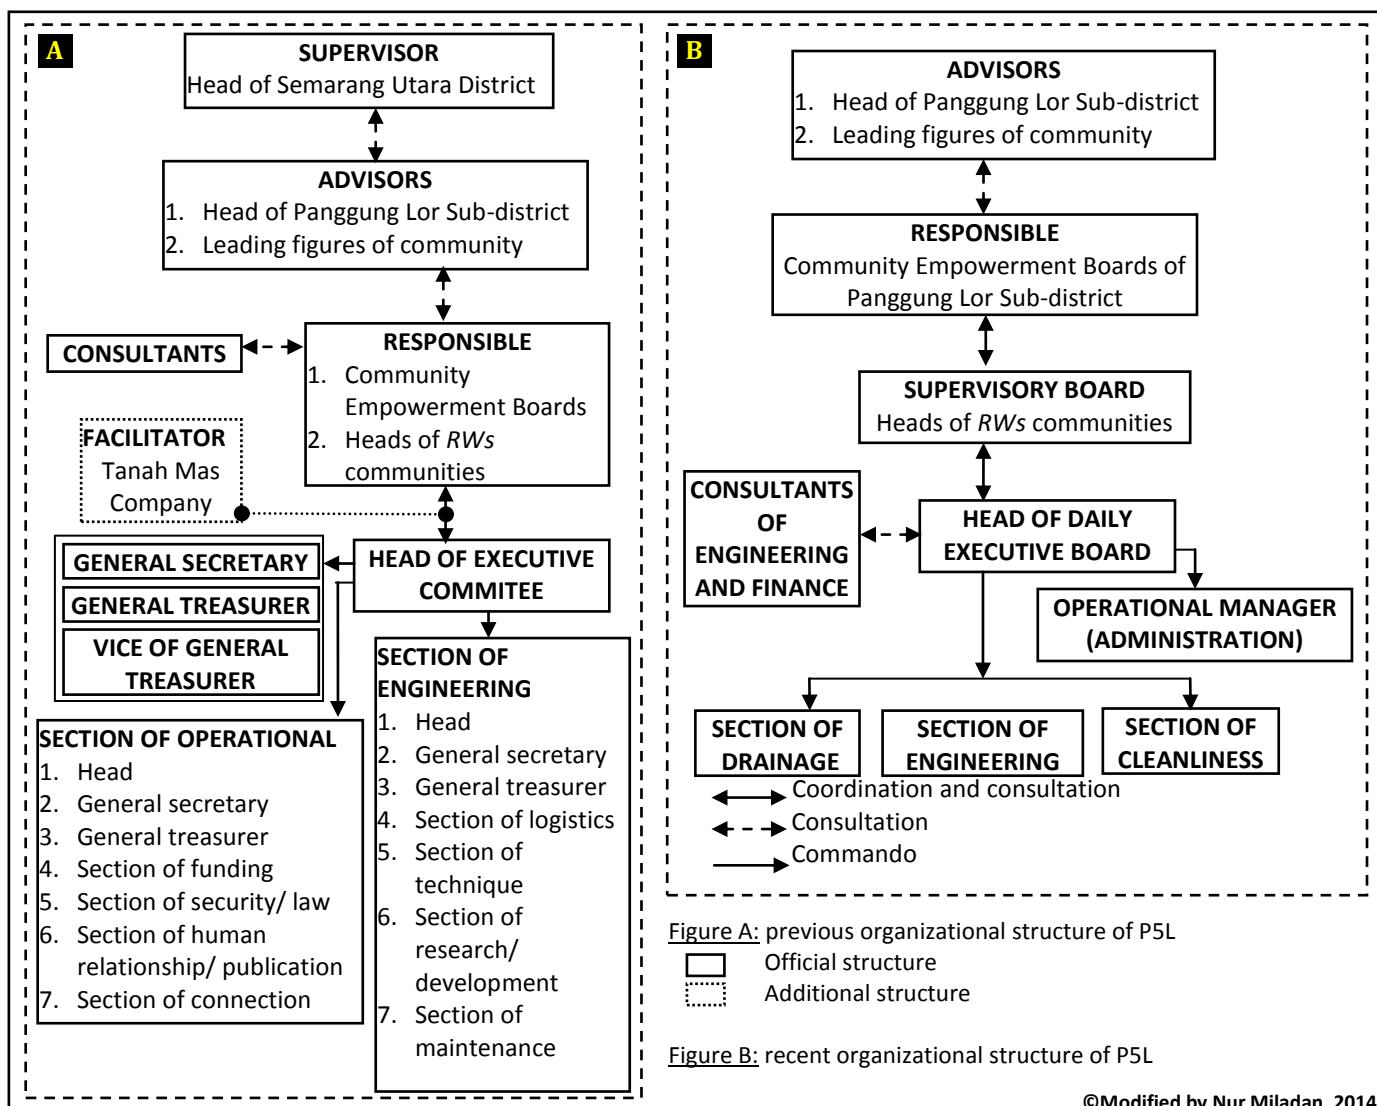 A
SUPERVISOR
Head of Semarang Utara District
ADVISORS
1. Head of Panggung Lor Sub-district
2. Leading figures of community
CONSULTANTS
RESPONSIBLE
1. Community
Empowerment Boards
2. Heads of RWs
communities
FACILITATOR
Tanah Mas
Company
GENERAL SECRETARY
GENERAL TREASURER
VICE OF GENERAL
TREASURER
HEAD OF EXECUTIVE
COMMITEE
SECTION OF OPERATIONAL
1. Head
2. General secretary
3. General treasurer
4. Section of funding
5. Section of security/ law
6. Section of human
relationship/ publication
7. Section of connection
SECTION OF
ENGINEERING
1. Head
2. General secretary
3. General treasurer
4. Section of logistics
5. Section of
technique
6. Section of
research/
development
7. Section of
maintenance
B
ADVISORS
1. Head of Panggung Lor Sub-district
2. Leading figures of community
RESPONSIBLE
Community Empowerment Boards of
Panggung Lor Sub-district
SUPERVISORY BOARD
Heads of RWs communities
CONSULTANTS
OF
ENGINEERING
AND FINANCE
HEAD OF DAILY
EXECUTIVE BOARD
OPERATIONAL MANAGER
(ADMINISTRATION)
SECTION OF
DRAINAGE
SECTION OF
ENGINEERING
SECTION OF
CLEANLINESS
Coordination and consultation
Consultation
Commando
Figure A: previous organizational structure of P5L
Official structure
Additional structure
Figure B: recent organizational structure of P5L
©Modified by Nur Miladan, 2014